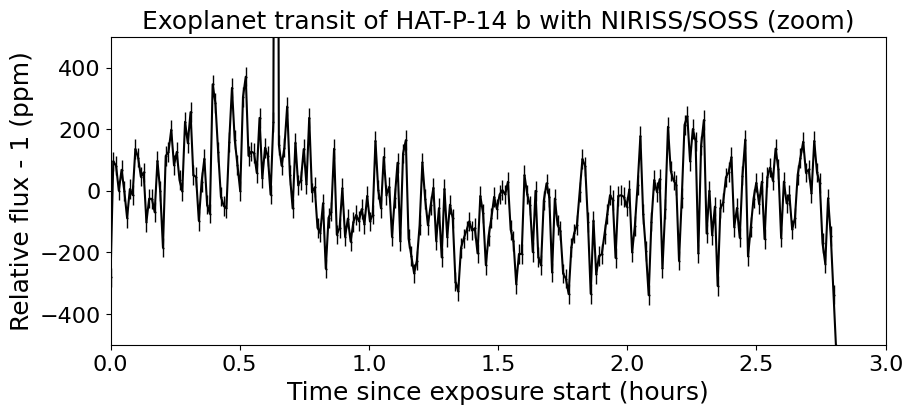 Exoplanet transit of HAT-P-14 b with NIRISS/SOSS (zoom)
Relative flux - 1 (ppm)
400
200
0
−200
−400
0.0 0.5 1.0 1.5 2.0 2.5 3.0
Time since exposure start (hours)